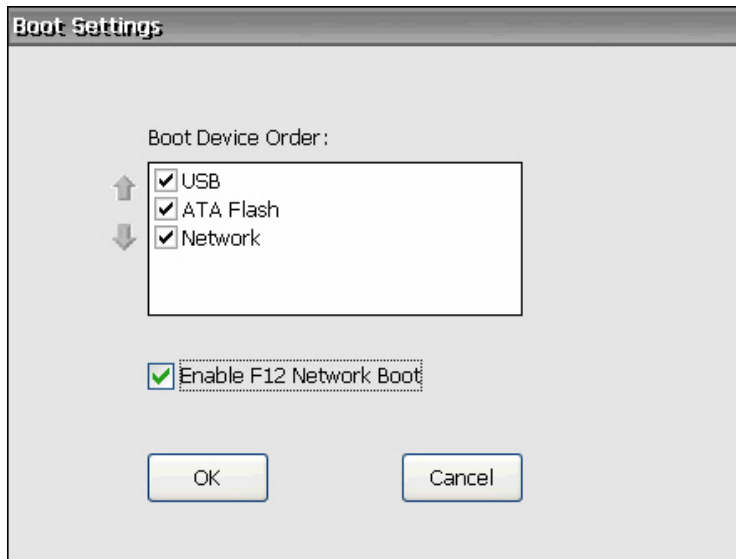 Boot Settings
Boot Device Order:
USB
ATA Flash
Network
Enable F12 Network Boot
OK
Cancel